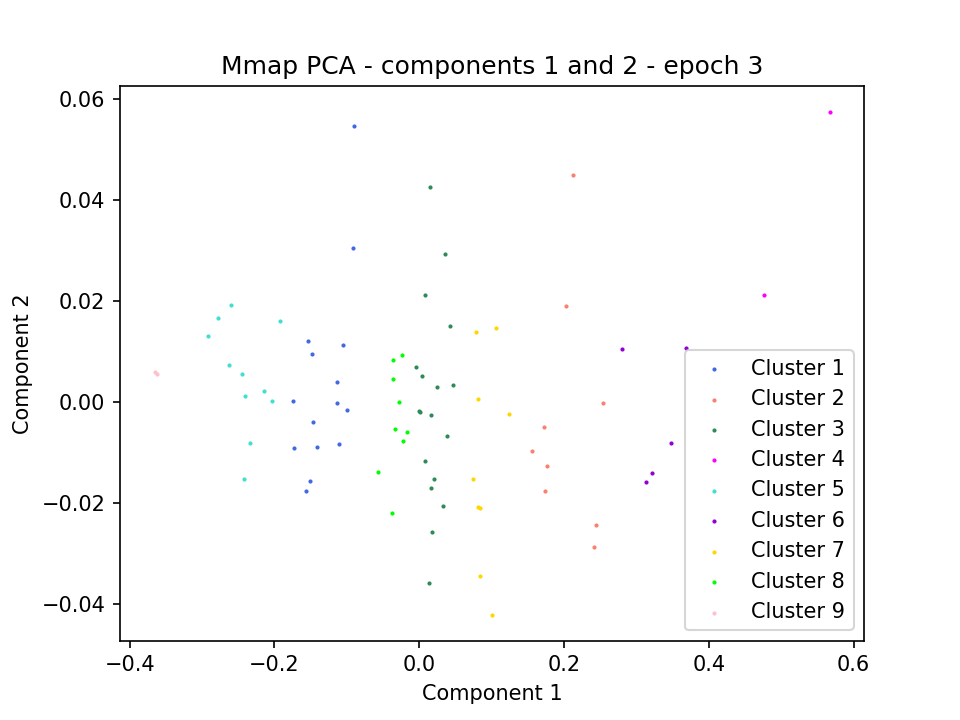 Mmap PCA - components 1 and 2 - epoch 3
0.06
0.04
0.02
0.00
−0.02
−0.04
Component 2
Cluster 1
Cluster 2
Cluster 3
Cluster 4
Cluster 5
Cluster 6
Cluster 7
Cluster 8
Cluster 9
−0.4 −0.2 0.0 0.2 0.4 0.6
Component 1